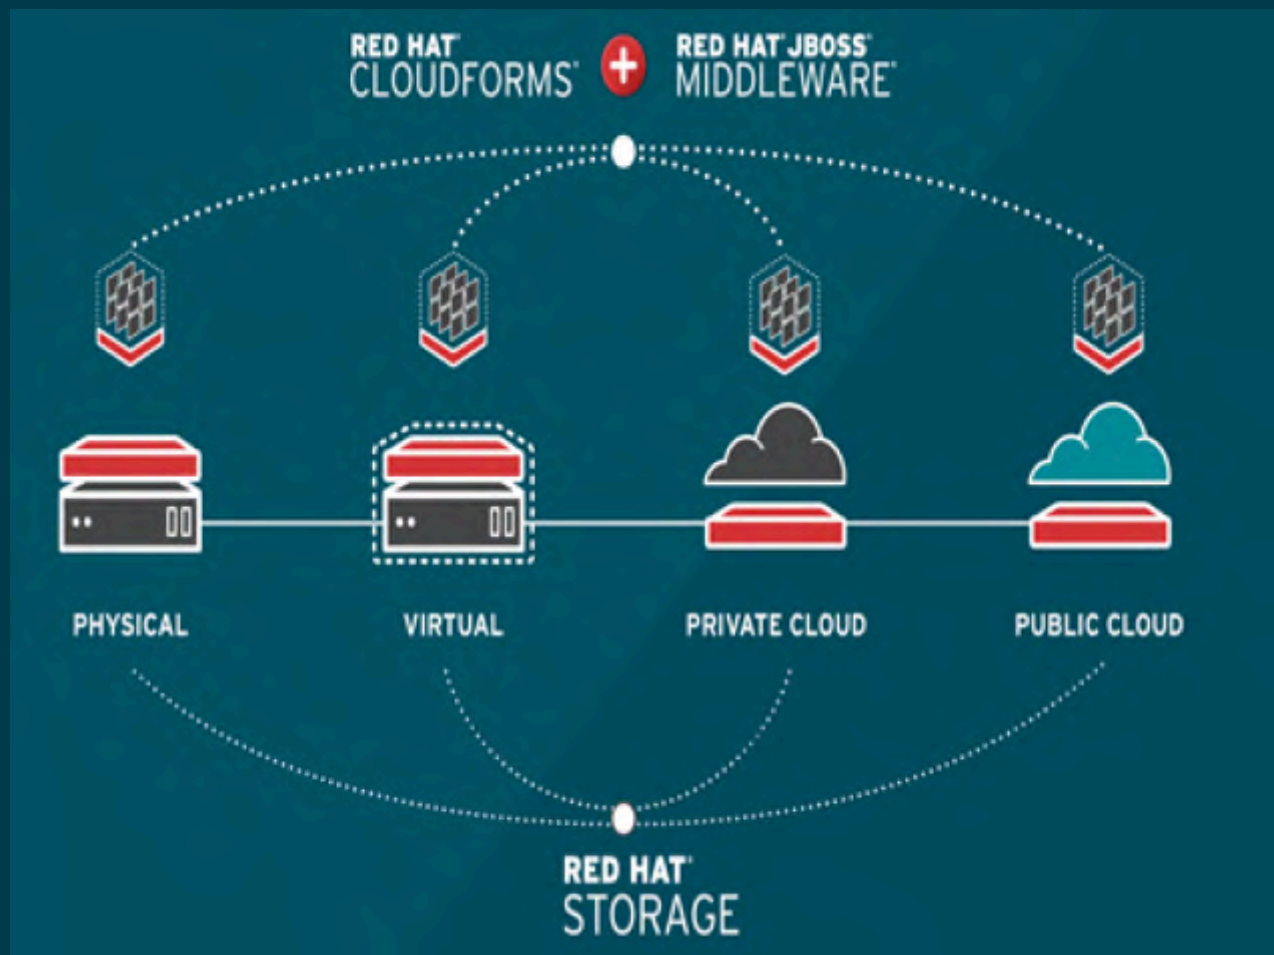 RED HAT®
CLOUDFORMS®
RED HAT® JBOSS®
MIDDLEWARE®
PHYSICAL
VIRTUAL
PRIVATE CLOUD
PUBLIC CLOUD
RED HAT®
STORAGE